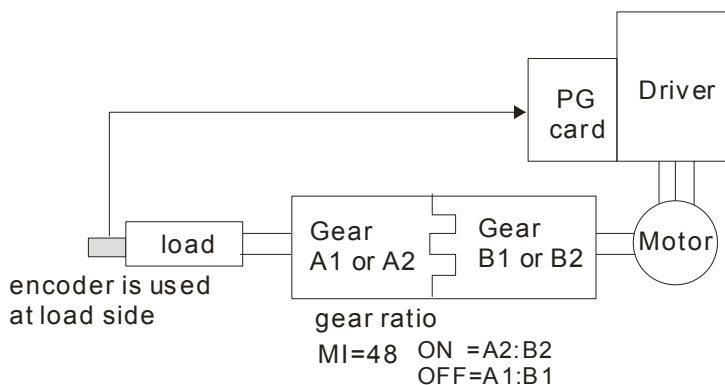 PG
card
Driver
load
Gear
A1 or A2
Gear
B1 or B2
Motor
encoder is used
at load side
gear ratio
MI=48 ON =A2:B2
OFF=A1:B1